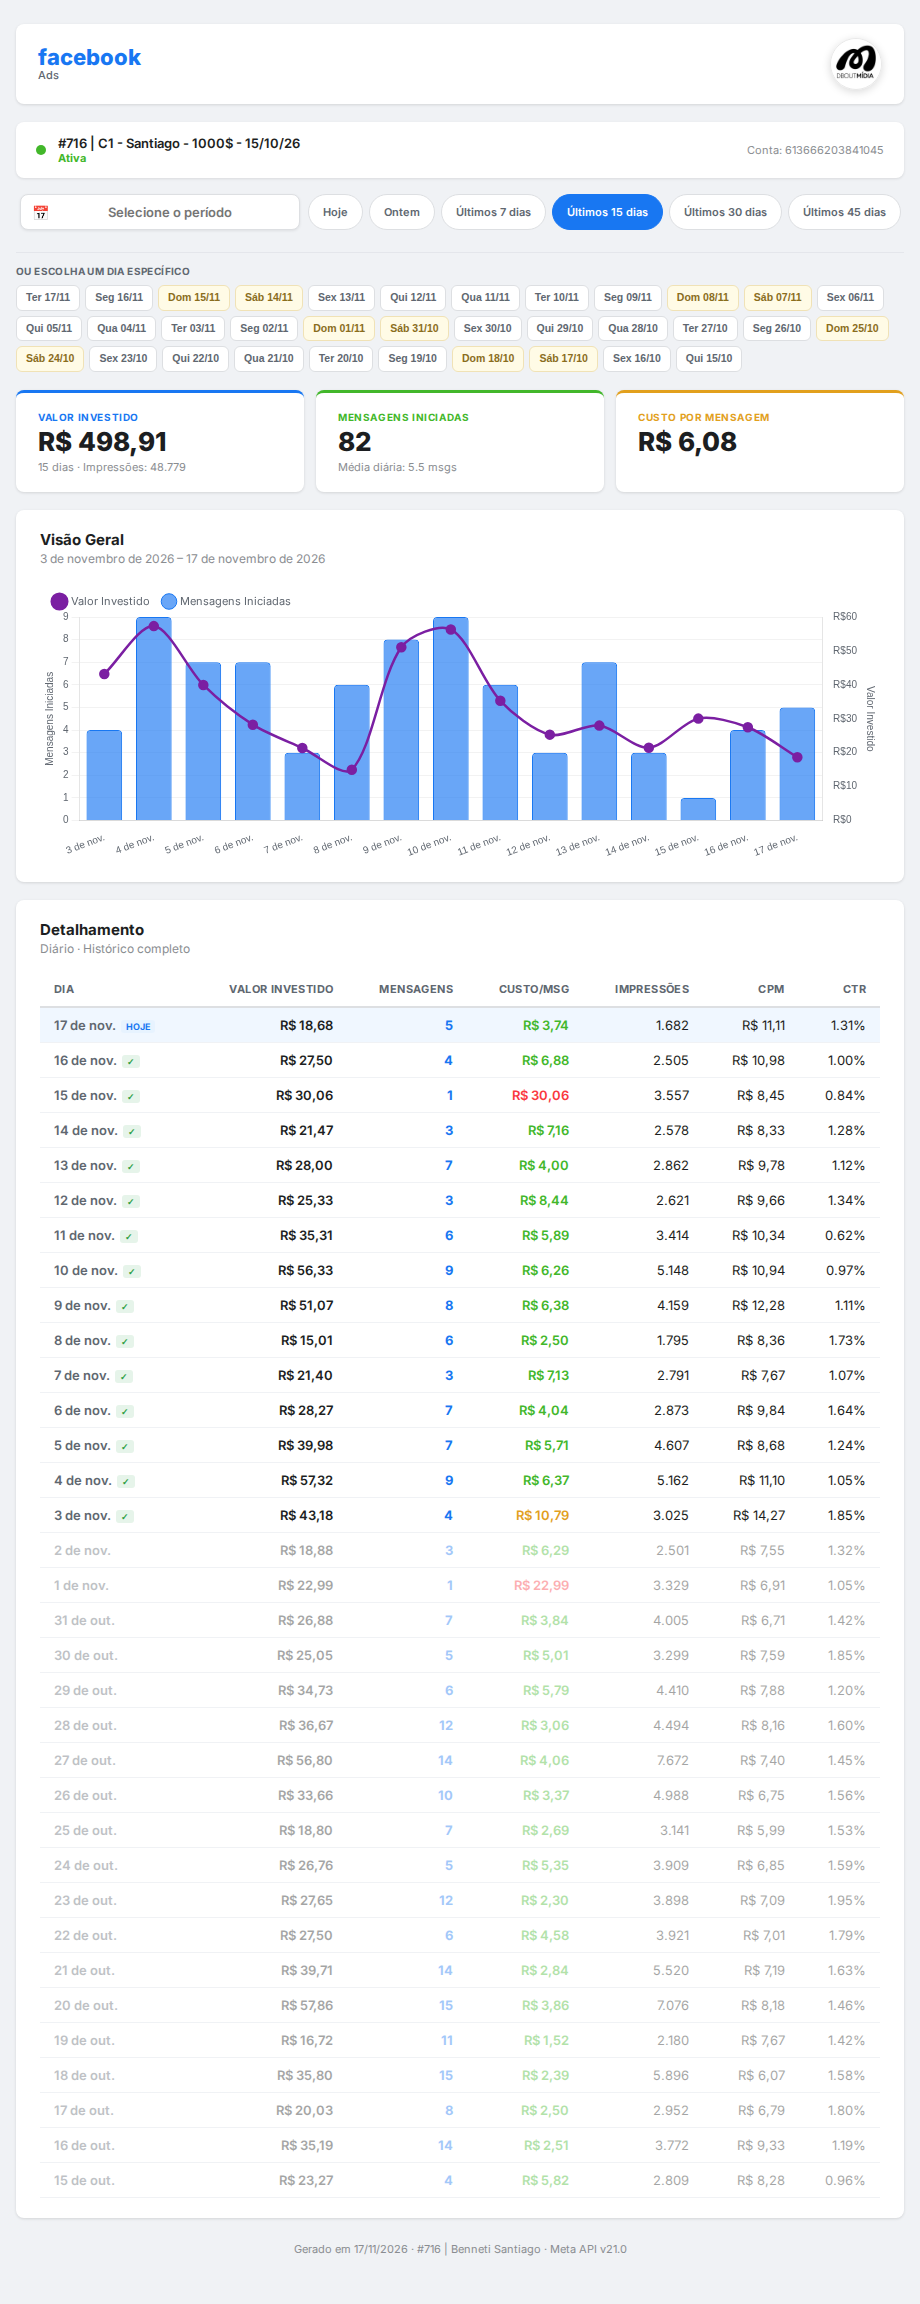 facebook
Ads
DBOUTMÍDIA
#716 | C1 - Santiago - 1000$ - 15/10/26
Ativa
Conta: 613666203841045
📅 Selecione o período Hoje Ontem Últimos 7 dias Últimos 15 dias Últimos 30 dias Últimos 45 dias
OU ESCOLHA UM DIA ESPECÍFICO
Ter 17/11 Seg 16/11 Dom 15/11 Sáb 14/11 Sex 13/11 Qui 12/11 Qua 11/11 Ter 10/11 Seg 09/11 Dom 08/11 Sáb 07/11 Sex 06/11
Qui 05/11 Qua 04/11 Ter 03/11 Seg 02/11 Dom 01/11 Sáb 31/10 Sex 30/10 Qui 29/10 Qua 28/10 Ter 27/10 Seg 26/10 Dom 25/10
Sáb 24/10 Sex 23/10 Qui 22/10 Qua 21/10 Ter 20/10 Seg 19/10 Dom 18/10 Sáb 17/10 Sex 16/10 Qui 15/10
VALOR INVESTIDO
R$ 498,91
15 dias · Impressões: 48.779
MENSAGENS INICIADAS
82
Média diária: 5.5 msgs
CUSTO POR MENSAGEM
R$ 6,08
Visão Geral
3 de novembro de 2026 – 17 de novembro de 2026
Valor Investido Mensagens Iniciadas
Mensagens Iniciadas
9
8
7
6
5
4
3
2
1
0
R$60
R$50
R$40
R$30
R$20
R$10
R$0
Valor Investido
3 de nov. 4 de nov. 5 de nov. 6 de nov. 7 de nov. 8 de nov. 9 de nov. 10 de nov. 11 de nov. 12 de nov. 13 de nov. 14 de nov. 15 de nov. 16 de nov. 17 de nov.
Detalhamento
Diário · Histórico completo
DIA VALOR INVESTIDO MENSAGENS CUSTO/MSG IMPRESSÕES CPM CTR
17 de nov. HOJE R$ 18,68 5 R$ 3,74 1.682 R$ 11,11 1.31%
16 de nov. ✓ R$ 27,50 4 R$ 6,88 2.505 R$ 10,98 1.00%
15 de nov. ✓ R$ 30,06 1 R$ 30,06 3.557 R$ 8,45 0.84%
14 de nov. ✓ R$ 21,47 3 R$ 7,16 2.578 R$ 8,33 1.28%
13 de nov. ✓ R$ 28,00 7 R$ 4,00 2.862 R$ 9,78 1.12%
12 de nov. ✓ R$ 25,33 3 R$ 8,44 2.621 R$ 9,66 1.34%
11 de nov. ✓ R$ 35,31 6 R$ 5,89 3.414 R$ 10,34 0.62%
10 de nov. ✓ R$ 56,33 9 R$ 6,26 5.148 R$ 10,94 0.97%
9 de nov. ✓ R$ 51,07 8 R$ 6,38 4.159 R$ 12,28 1.11%
8 de nov. ✓ R$ 15,01 6 R$ 2,50 1.795 R$ 8,36 1.73%
7 de nov. ✓ R$ 21,40 3 R$ 7,13 2.791 R$ 7,67 1.07%
6 de nov. ✓ R$ 28,27 7 R$ 4,04 2.873 R$ 9,84 1.64%
5 de nov. ✓ R$ 39,98 7 R$ 5,71 4.607 R$ 8,68 1.24%
4 de nov. ✓ R$ 57,32 9 R$ 6,37 5.162 R$ 11,10 1.05%
3 de nov. ✓ R$ 43,18 4 R$ 10,79 3.025 R$ 14,27 1.85%
2 de nov. R$ 18,88 3 R$ 6,29 2.501 R$ 7,55 1.32%
1 de nov. R$ 22,99 1 R$ 22,99 3.329 R$ 6,91 1.05%
31 de out. R$ 26,88 7 R$ 3,84 4.005 R$ 6,71 1.42%
30 de out. R$ 25,05 5 R$ 5,01 3.299 R$ 7,59 1.85%
29 de out. R$ 34,73 6 R$ 5,79 4.410 R$ 7,88 1.20%
28 de out. R$ 36,67 12 R$ 3,06 4.494 R$ 8,16 1.60%
27 de out. R$ 56,80 14 R$ 4,06 7.672 R$ 7,40 1.45%
26 de out. R$ 33,66 10 R$ 3,37 4.988 R$ 6,75 1.56%
25 de out. R$ 18,80 7 R$ 2,69 3.141 R$ 5,99 1.53%
24 de out. R$ 26,76 5 R$ 5,35 3.909 R$ 6,85 1.59%
23 de out. R$ 27,65 12 R$ 2,30 3.898 R$ 7,09 1.95%
22 de out. R$ 27,50 6 R$ 4,58 3.921 R$ 7,01 1.79%
21 de out. R$ 39,71 14 R$ 2,84 5.520 R$ 7,19 1.63%
20 de out. R$ 57,86 15 R$ 3,86 7.076 R$ 8,18 1.46%
19 de out. R$ 16,72 11 R$ 1,52 2.180 R$ 7,67 1.42%
18 de out. R$ 35,80 15 R$ 2,39 5.896 R$ 6,07 1.58%
17 de out. R$ 20,03 8 R$ 2,50 2.952 R$ 6,79 1.80%
16 de out. R$ 35,19 14 R$ 2,51 3.772 R$ 9,33 1.19%
15 de out. R$ 23,27 4 R$ 5,82 2.809 R$ 8,28 0.96%
Gerado em 17/11/2026 · #716 | Benneti Santiago · Meta API v21.0